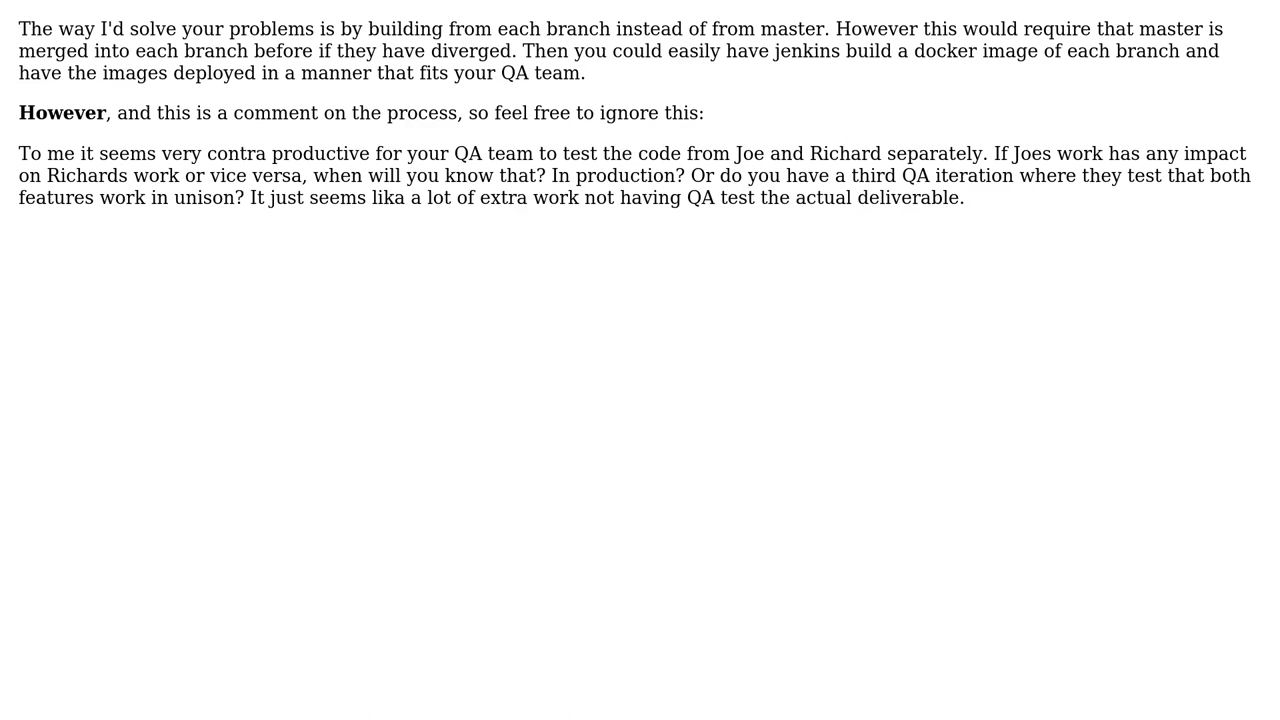 The way I'd solve your problems is by building from each branch instead of from master. However this would require that master is
merged into each branch before if they have diverged. Then you could easily have jenkins build a docker image of each branch and
have the images deployed in a manner that fits your QA team.
However, and this is a comment on the process, so feel free to ignore this:
To me it seems very contra productive for your QA team to test the code from Joe and Richard separately. If Joes work has any impact
on Richards work or vice versa, when will you know that? In production? Or do you have a third QA iteration where they test that both
features work in unison? It just seems lika a lot of extra work not having QA test the actual deliverable.